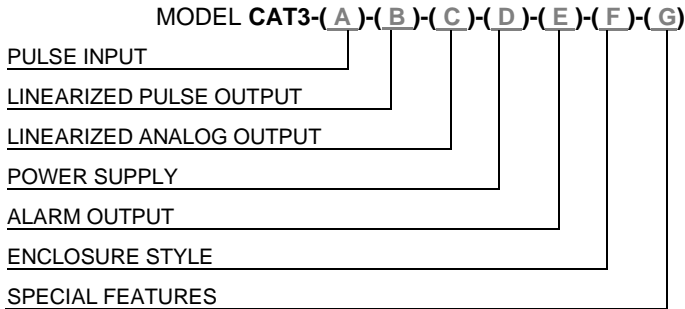 MODEL CAT3-( A )-( B )-( C )-( D )-( E )-( F )-( G)
PULSE INPUT
LINEARIZED PULSE OUTPUT
LINEARIZED ANALOG OUTPUT
POWER SUPPLY
ALARM OUTPUT
ENCLOSURE STYLE
SPECIAL FEATURES